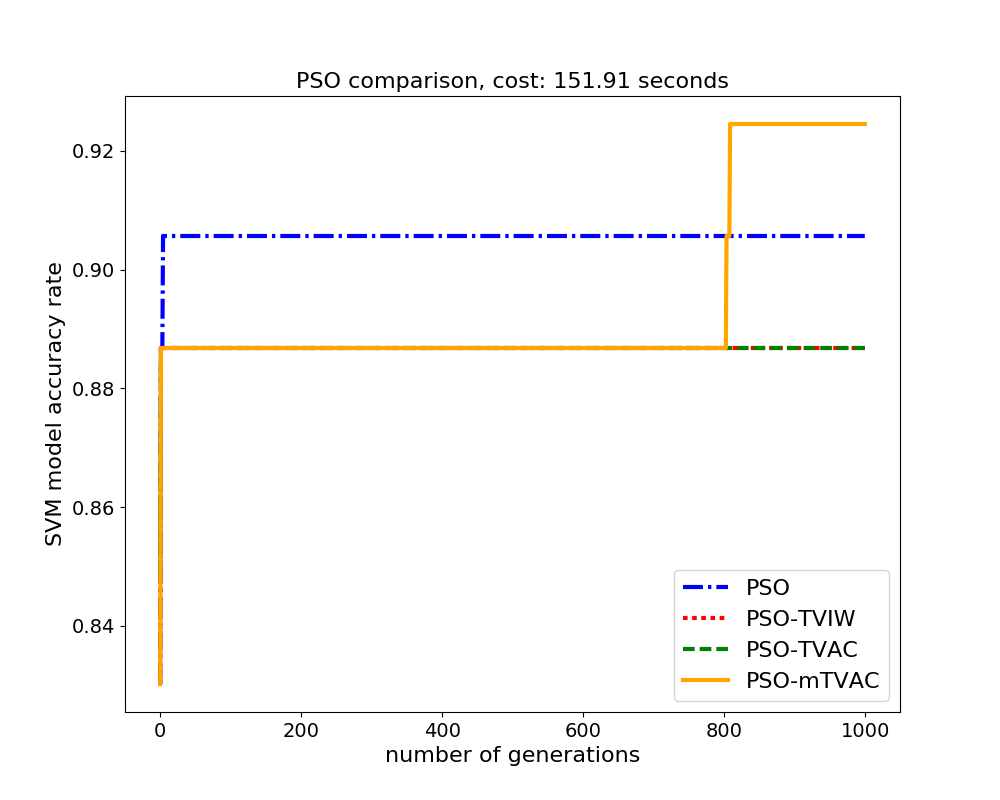 PSO comparison, cost: 151.91 seconds
SVM model accuracy rate
0.92
0.90
0.88
0.86
0.84
0
200
400
600
800
1000
number of generations
PSO
PSO-TVIW
PSO-TVAC
PSO-mTVAC